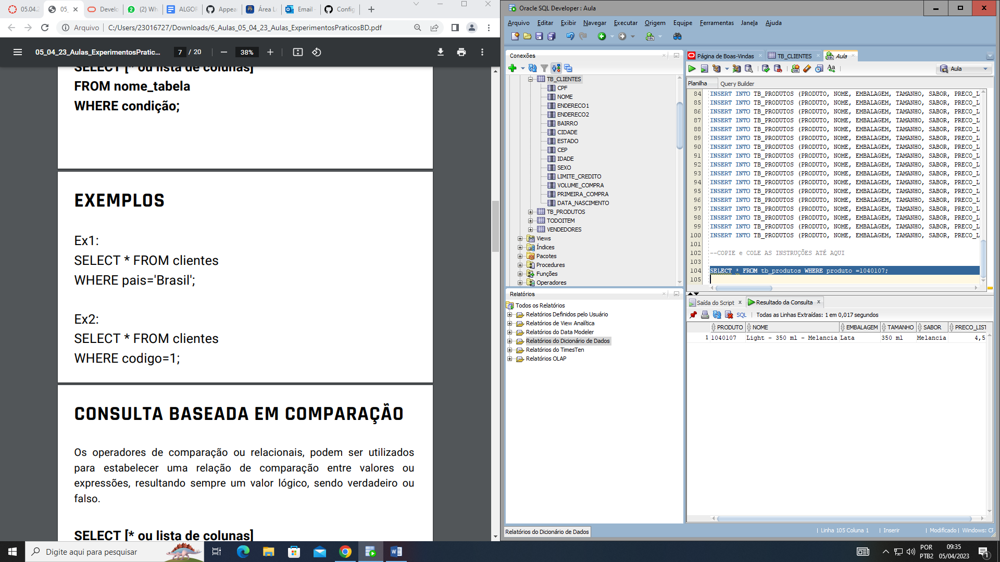 05.04.2
05_
Develo
(2) Wh
ALGOR
Appea
Área L
Email
Config
Arquivo
C:/Users/23016727/Downloads/6_Aulas_05_04_23_Aulas_ExperimentosPraticosBD.pdf
05_04_23_Aulas_ExperimentosPratic...
7 / 20
38%
SELECT [* ou lista de colunas]
FROM nome_tabela
WHERE condição;
EXEMPLOS
Ex1:
SELECT * FROM clientes
WHERE pais='Brasil';
Ex2:
SELECT * FROM clientes
WHERE codigo=1;
CONSULTA BASEADA EM COMPARAÇÃO
Os operadores de comparação ou relacionais, podem ser utilizados
para estabelecer uma relação de comparação entre valores ou
expressões, resultando sempre um valor lógico, sendo verdadeiro ou
falso.
SELECT [* ou lista de colunas]
Oracle SQL Developer : Aula
Arquivo Editar Exibir Navegar Executar Origem Equipe Ferramentas Janela Ajuda
Conexões
TB_CLIENTES
CPF
NOME
ENDERECO1
ENDERECO2
BAIRRO
CIDADE
ESTADO
CEP
IDADE
SEXO
LIMITE_CREDITO
VOLUME_COMPRA
PRIMEIRA_COMPRA
DATA_NASCIMENTO
TB_PRODUTOS
TODOITEM
VENDEDORES
Views
Índices
Pacotes
Procedures
Funções
Operadores
Relatórios
Todos os Relatórios
Relatórios Definidos pelo Usuário
Relatórios de View Analítica
Relatórios do Data Modeler
Relatórios do Dicionário de Dados
Relatórios do TimesTen
Relatórios OLAP
Relatórios do Dicionário de Dados
Página de Boas-Vindas
TB_CLIENTES
Aula
Aula
Planilha
Query Builder
84 INSERT INTO TB_PRODUTOS (PRODUTO, NOME, EMBALAGEM, TAMANHO, SABOR, PRECO_L
85 INSERT INTO TB_PRODUTOS (PRODUTO, NOME, EMBALAGEM, TAMANHO, SABOR, PRECO_L
86 INSERT INTO TB_PRODUTOS (PRODUTO, NOME, EMBALAGEM, TAMANHO, SABOR, PRECO_L
87 INSERT INTO TB_PRODUTOS (PRODUTO, NOME, EMBALAGEM, TAMANHO, SABOR, PRECO_L
88 INSERT INTO TB_PRODUTOS (PRODUTO, NOME, EMBALAGEM, TAMANHO, SABOR, PRECO_L
89 INSERT INTO TB_PRODUTOS (PRODUTO, NOME, EMBALAGEM, TAMANHO, SABOR, PRECO_L
90 INSERT INTO TB_PRODUTOS (PRODUTO, NOME, EMBALAGEM, TAMANHO, SABOR, PRECO_L
91 INSERT INTO TB_PRODUTOS (PRODUTO, NOME, EMBALAGEM, TAMANHO, SABOR, PRECO_L
92 INSERT INTO TB_PRODUTOS (PRODUTO, NOME, EMBALAGEM, TAMANHO, SABOR, PRECO_L
93 INSERT INTO TB_PRODUTOS (PRODUTO, NOME, EMBALAGEM, TAMANHO, SABOR, PRECO_L
94 INSERT INTO TB_PRODUTOS (PRODUTO, NOME, EMBALAGEM, TAMANHO, SABOR, PRECO_L
95 INSERT INTO TB_PRODUTOS (PRODUTO, NOME, EMBALAGEM, TAMANHO, SABOR, PRECO_L
96 INSERT INTO TB_PRODUTOS (PRODUTO, NOME, EMBALAGEM, TAMANHO, SABOR, PRECO_L
97 INSERT INTO TB_PRODUTOS (PRODUTO, NOME, EMBALAGEM, TAMANHO, SABOR, PRECO_L
98 INSERT INTO TB_PRODUTOS (PRODUTO, NOME, EMBALAGEM, TAMANHO, SABOR, PRECO_L
99 INSERT INTO TB_PRODUTOS (PRODUTO, NOME, EMBALAGEM, TAMANHO, SABOR, PRECO_L
100 INSERT INTO TB_PRODUTOS (PRODUTO, NOME, EMBALAGEM, TAMANHO, SABOR, PRECO_L
101
102 --COPIE e COLE AS INSTRUÇÕES ATÉ AQUI
103
104 SELECT * FROM tb_produtos WHERE produto =1040107;
105
Saída do Script
Resultado da Consulta
SQL
Todas as Linhas Extraídas: 1 em 0,017 segundos
PRODUTO NOME EMBALAGEM TAMANHO SABOR PRECO_LIST
1 1040107 Light - 350 ml - Melancia Lata 350 ml Melancia 4,5
Linha 105 Coluna 1 | Inserir | Modificado | Windows: CR
Digite aqui para pesquisar
POR
PTB2
09:35
05/04/2023
1